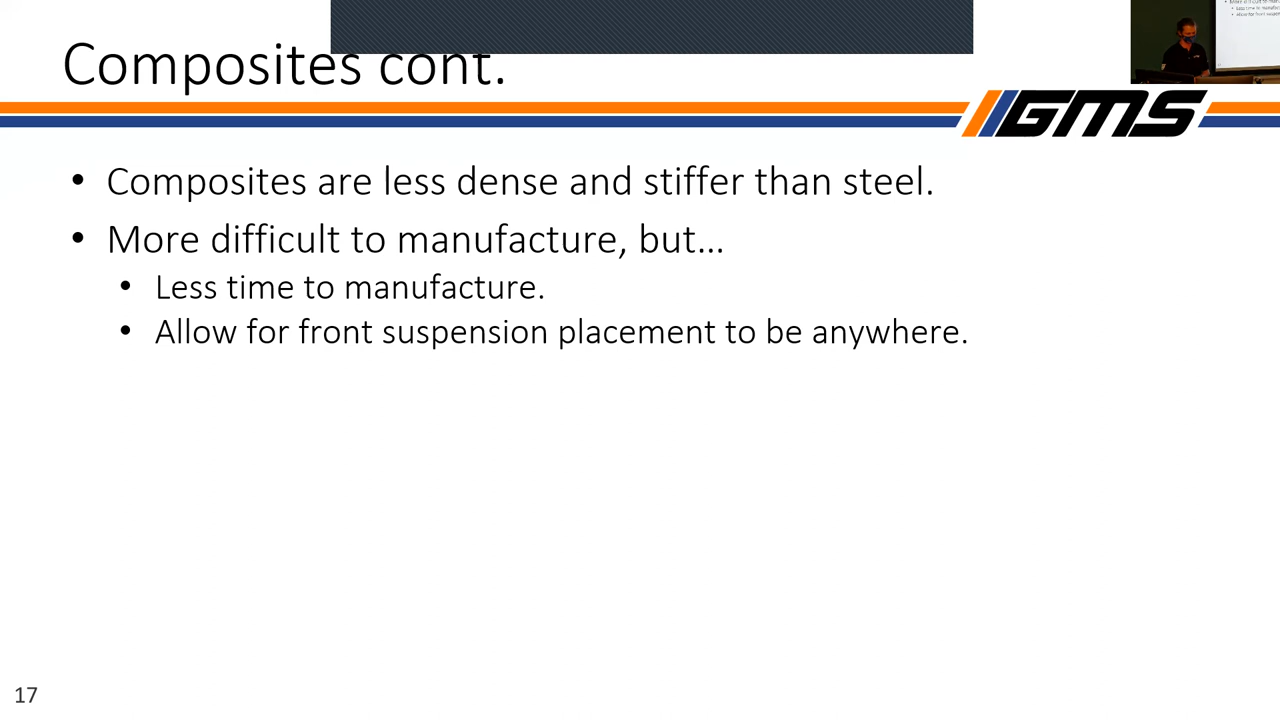 Composites cont.
GMS
• Composites are less dense and stiffer than steel.
• More difficult to manufacture, but…
• Less time to manufacture.
• Allow for front suspension placement to be anywhere.
17